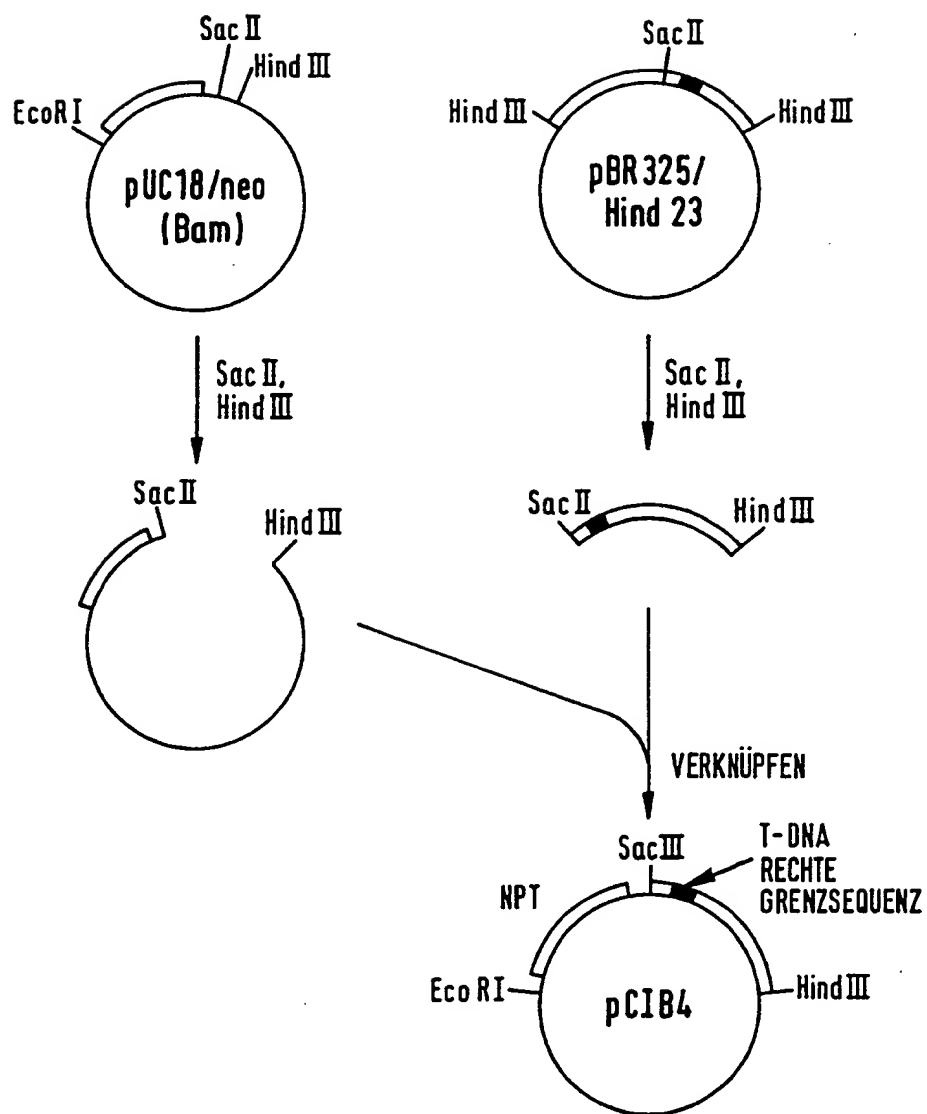 Sac II
Hind III
EcoRI
pUC18/neo
(Bam)
Sac II
Hind III
Hind III
pBR325/
Hind 23
Sac II,
Hind III
Sac II,
Hind III
Sac II
Hind III
Sac II
Hind III
VERKNÜPFEN
Sac III
T-DNA
RECHTE
GRENZSEQUENZ
NPT
Eco RI
Hind III
pCIB4